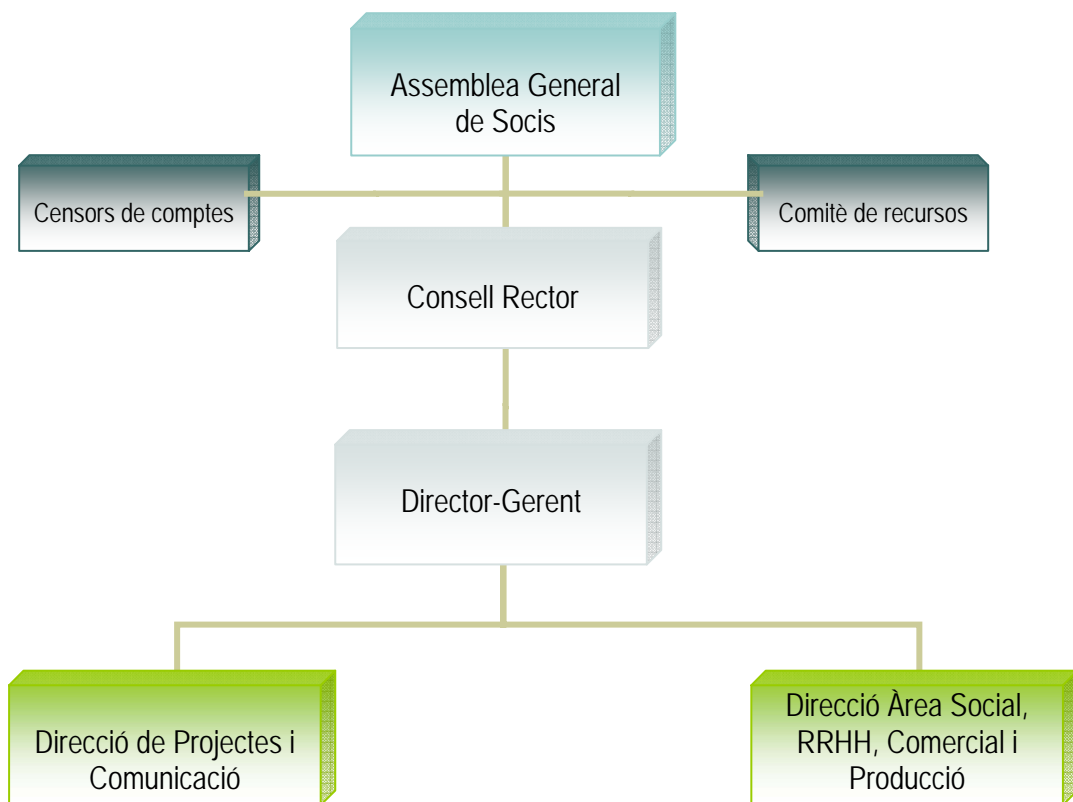 Assemblea General
de Socis
Censors de comptes
Comitè de recursos
Consell Rector
Director-Gerent
Direcció de Projectes i
Comunicació
Direcció Àrea Social,
RRHH, Comercial i
Producció